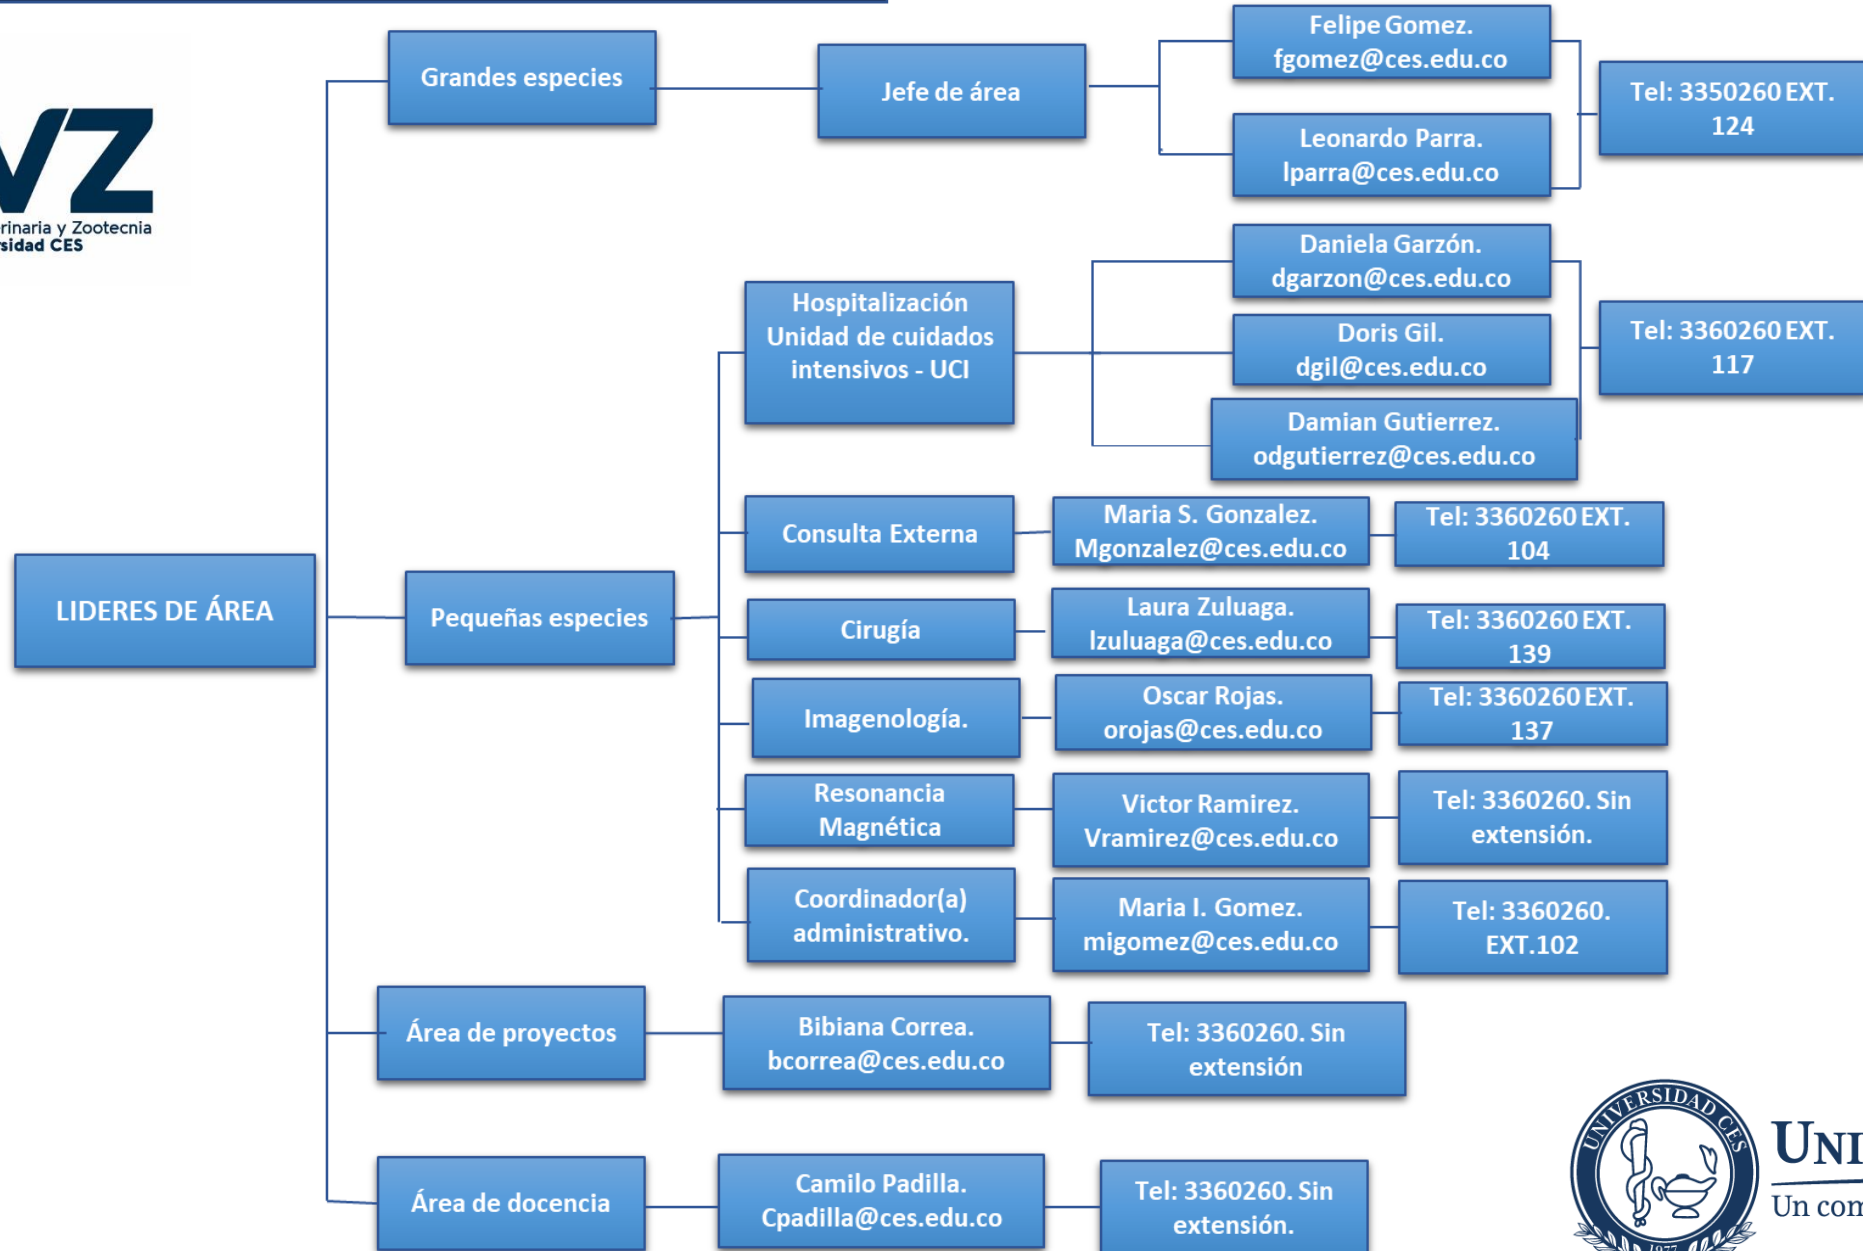 Grandes especies
Jefe de área
Felipe Gomez.
fgomez@ces.edu.co
Leonardo Parra.
lparra@ces.edu.co
Tel: 3350260 EXT.
124
VZ
erinaria y Zootecnia
rsidad CES
LIDERES DE ÁREA
Pequeñas especies
Hospitalización
Unidad de cuidados
intensivos - UCI
Daniela Garzón.
dgarzon@ces.edu.co
Doris Gil.
dgil@ces.edu.co
Damian Gutierrez.
odgutierrez@ces.edu.co
Tel: 3360260 EXT.
117
Consulta Externa
Maria S. Gonzalez.
Mgonzalez@ces.edu.co
Tel: 3360260 EXT.
104
Cirugía
Laura Zuluaga.
lzuluaga@ces.edu.co
Tel: 3360260 EXT.
139
Imagenología.
Oscar Rojas.
orojas@ces.edu.co
Tel: 3360260 EXT.
137
Resonancia
Magnética
Victor Ramirez.
Vramirez@ces.edu.co
Tel: 3360260. Sin
extensión.
Coordinador(a)
administrativo.
Maria I. Gomez.
migomez@ces.edu.co
Tel: 3360260.
EXT.102
Área de proyectos
Bibiana Correa.
bcorrea@ces.edu.co
Tel: 3360260. Sin
extensión
Área de docencia
Camilo Padilla.
Cpadilla@ces.edu.co
Tel: 3360260. Sin
extensión.
UNIVERSIDAD CES
1977
UNI
Un com